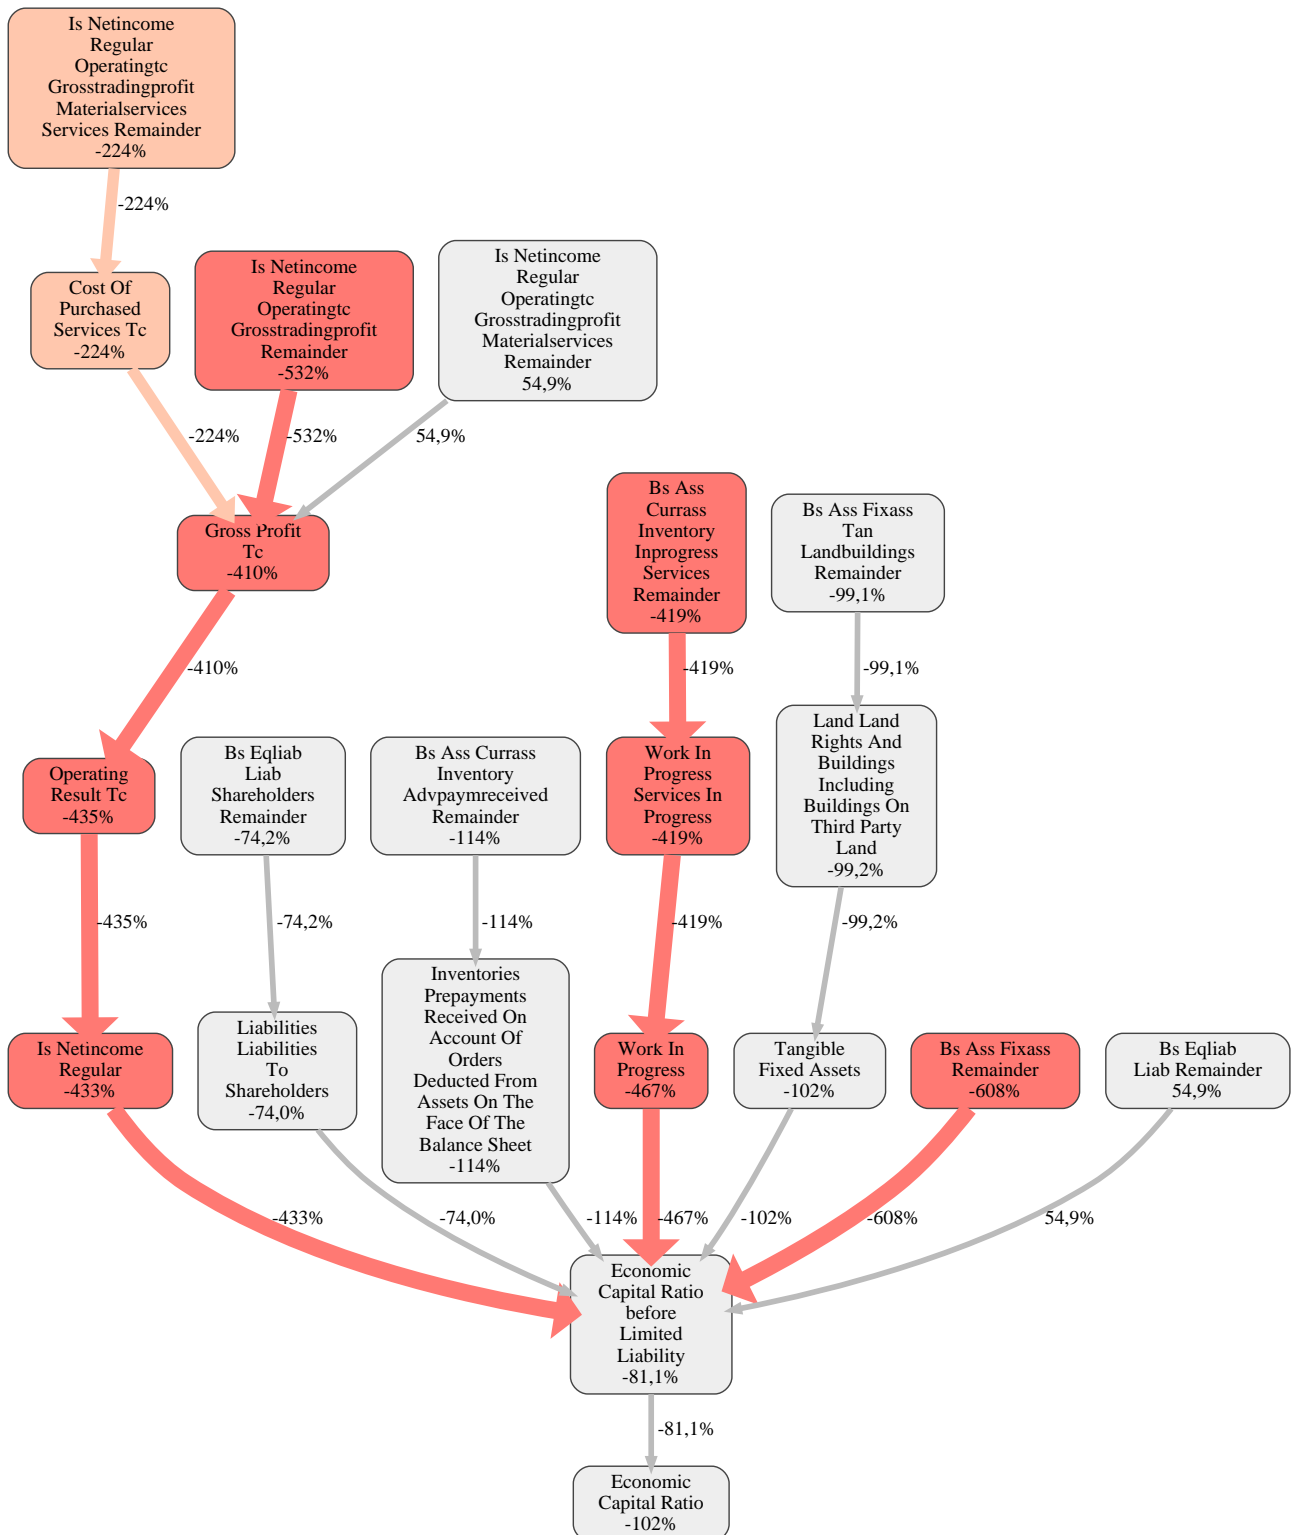 Is Netincome
Regular
Operatingtc
Grosstradingprofit
Materialservices
Services Remainder
-224%
-224%
Cost Of
Purchased
Services Tc
-224%
Is Netincome
Regular
Operatingtc
Grosstradingprofit
Remainder
-532%
Is Netincome
Regular
Operatingtc
Grosstradingprofit
Materialservices
Remainder
54,9%
-224%
-532%
54,9%
Gross Profit
Tc
-410%
Bs Ass
Currass
Inventory
Inprogress
Services
Remainder
-419%
Bs Ass Fixass
Tan
Landbuildings
Remainder
-99,1%
-410%
-419%
-99,1%
Operating
Result Tc
-435%
Bs Eqliab
Liab
Shareholders
Remainder
-74,2%
Bs Ass Currass
Inventory
Advpaymreceived
Remainder
-114%
Work In
Progress
Services In
Progress
-419%
Land Land
Rights And
Buildings
Including
Buildings On
Third Party
Land
-99,2%
-435%
-74,2%
-114%
-419%
-99,2%
Is Netincome
Regular
-433%
Liabilities
Liabilities
To
Shareholders
-74,0%
Inventories
Prepayments
Received On
Account Of
Orders
Deducted From
Assets On The
Face Of The
Balance Sheet
-114%
Work In
Progress
-467%
Tangible
Fixed Assets
-102%
Bs Ass Fixass
Remainder
-608%
Bs Eqliab
Liab Remainder
54,9%
-433%
-74,0%
-114%
-467%
-102%
-608%
54,9%
Economic
Capital Ratio
before
Limited
Liability
-81,1%
-81,1%
Economic
Capital Ratio
-102%